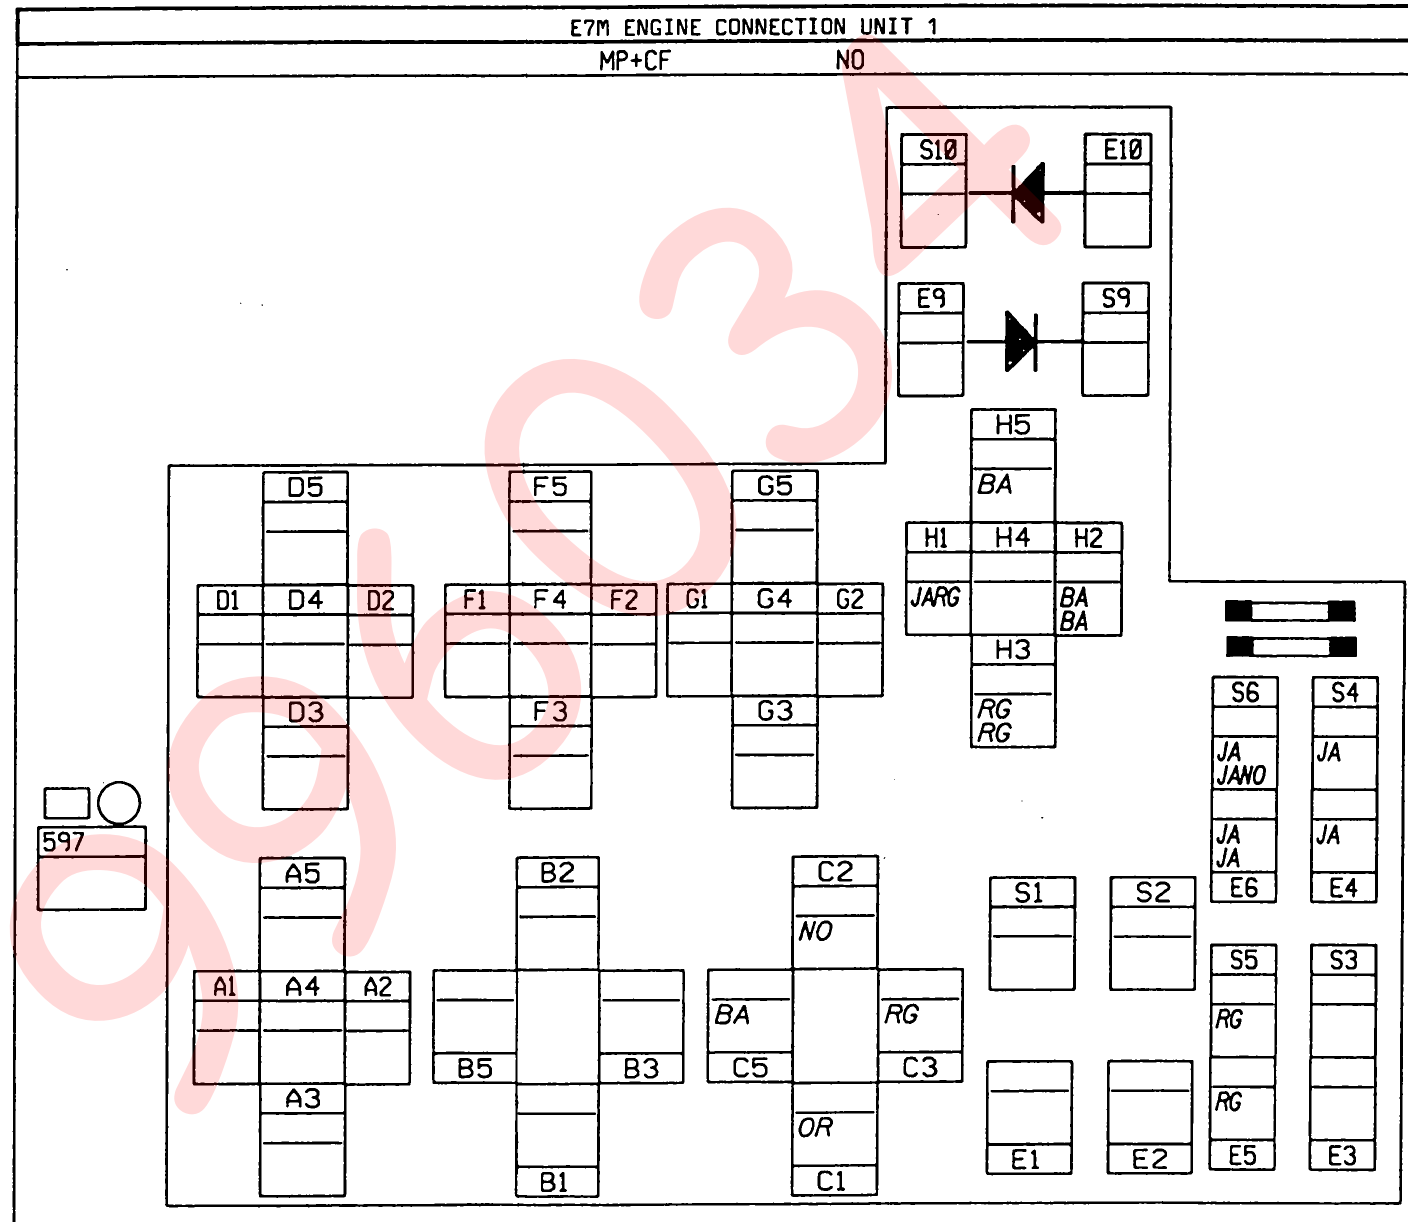 E7M ENGINE CONNECTION UNIT 1
MP+CF NO
S10 E10
E9 S9
H5
BA
D5 F5 G5
H1 H4 H2
JARG BA
BA
D1 D4 D2 F1 F4 F2 G1 G4 G2
H3
RG
RG
D3 F3 G3
S6 S4
JA JA
JANO
JA JA
JA
E6 E4
597
A5 B2 C2
NO
S1 S2
A1 A4 A2
BA RG
B5 B3 C5 C3
S5 S3
RG
A3
OR
RG
B1 C1
E1 E2 E5 E3
996034